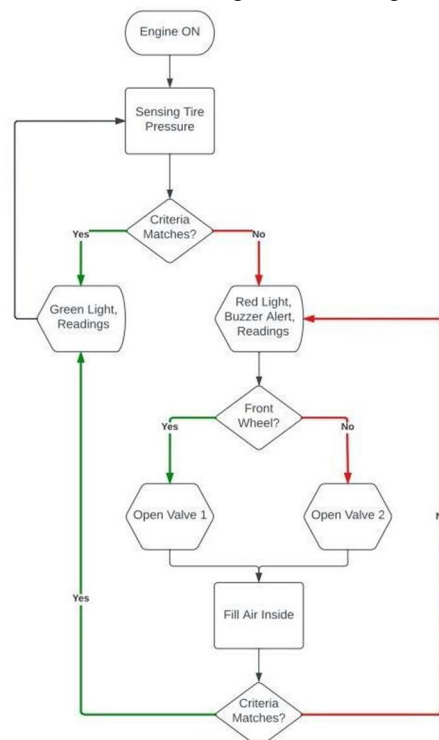 Engine ON
Sensing Tire
Pressure
Criteria
Matches?
Yes
No
Green Light,
Readings
Red Light,
Buzzer Alert,
Readings
Front
Wheel?
Yes
No
Open Valve 1
Open Valve 2
Fill Air Inside
Yes
Criteria
Matches?